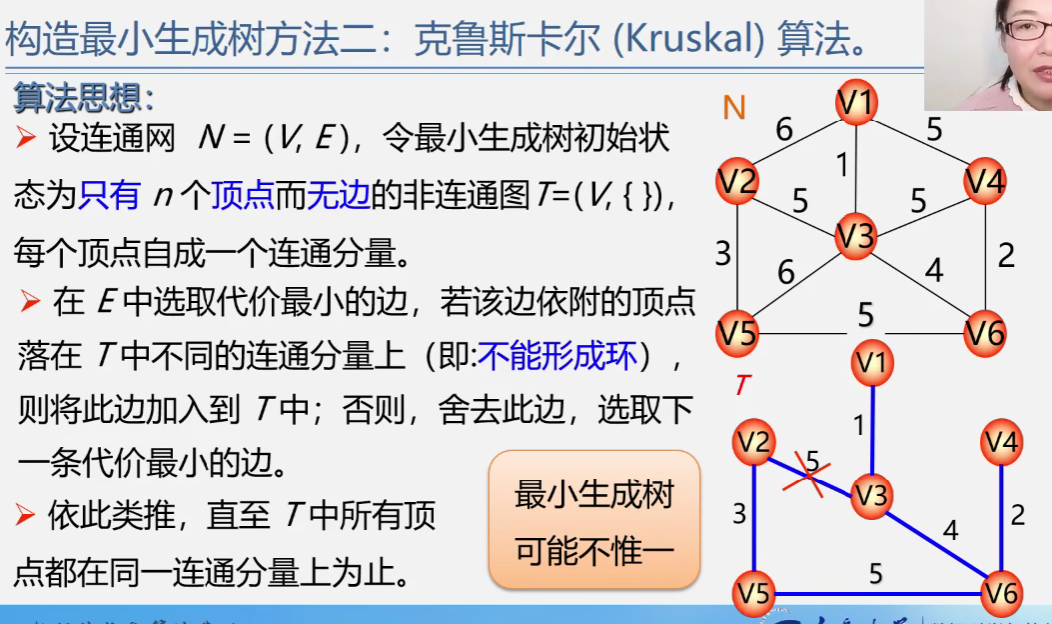 构造最小生成树方法二：克鲁斯卡尔 (Kruskal) 算法。
算法思想：
➢ 设连通网 N = (V, E )，令最小生成树初始状
态为只有 n 个顶点而无边的非连通图T=(V, { })，
每个顶点自成一个连通分量。
➢ 在 E 中选取代价最小的边，若该边依附的顶点
落在 T 中不同的连通分量上（即:不能形成环），
则将此边加入到 T 中；否则，舍去此边，选取下
一条代价最小的边。
➢ 依此类推，直至 T 中所有顶
点都在同一连通分量上为止。
最小生成树
可能不惟一
N
V1
6
5
1
V2
V4
5
5
V3
3
6
4
2
V5
5
V6
T
V1
1
V2
5
V4
V3
3
4
2
5
V5
V6